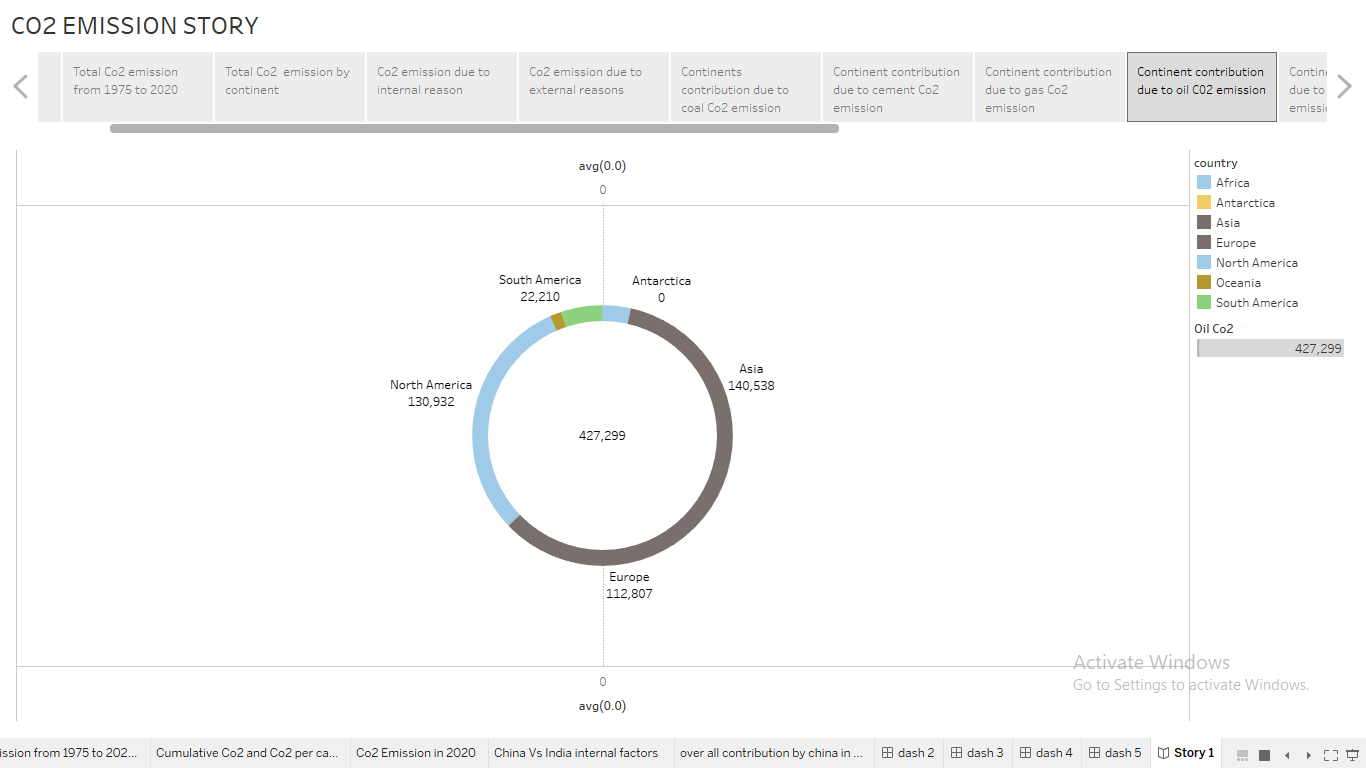 CO2 EMISSION STORY
Total Co2 emission
from 1975 to 2020
Total Co2 emission by
continent
Co2 emission due to
internal reason
Co2 emission due to
external reasons
Continents
contribution due to
coal Co2 emission
Continent contribution
due to cement Co2
emission
Continent contribution
due to gas Co2
emission
Continent contribution
due to oil C02 emission
due to
avg(0.0)
0
South America
22,210
Antarctica
0
Asia
140,538
North America
130,932
427,299
Europe
112,807
0
avg(0.0)
country
Africa
Antarctica
Asia
Europe
North America
Oceania
South America
Oil Co2
427,299
Activate Windows
Go to Settings to activate Windows.
ission from 1975 to 202...
Cumulative Co2 and Co2 per ca...
Co2 Emission in 2020
China Vs India internal factors
over all contribution by china in ...
dash 2
dash 3
dash 4
dash 5
Story 1